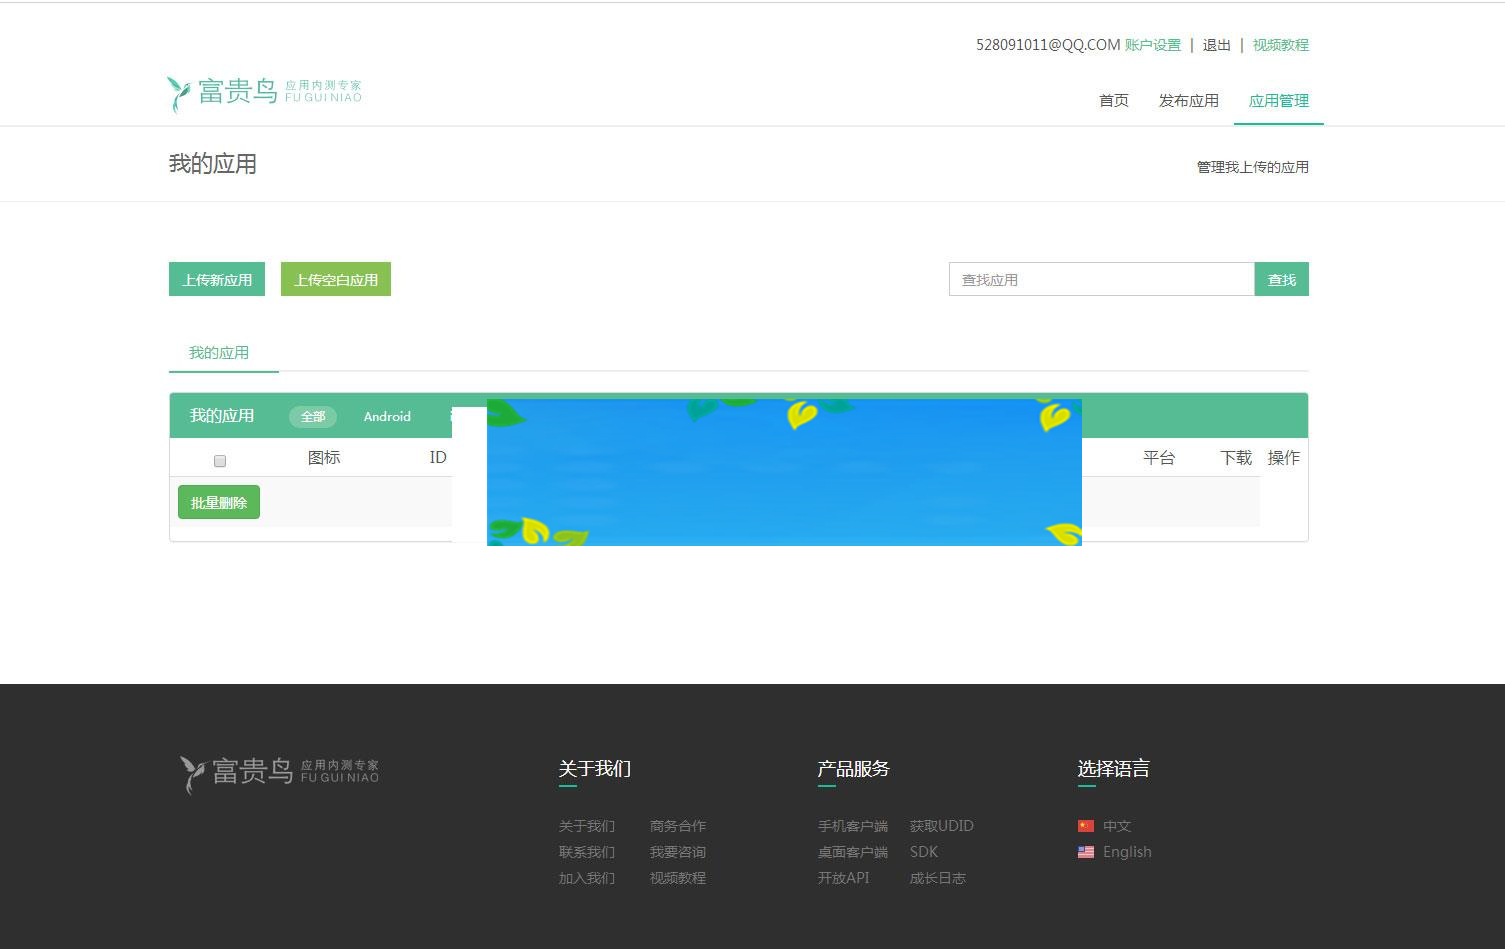 528091011@QQ.COM 账户设置 | 退出 | 视频教程
富贵鸟 应用内测专家
FU GUI NIAO
首页 发布应用 应用管理
我的应用 管理我上传的应用
上传新应用 上传空白应用 查找应用 查找
我的应用
我的应用 全部 Android
图标 ID 平台 下载 操作
批量删除
富贵鸟 应用内测专家
FU GUI NIAO
关于我们 产品服务 选择语言
关于我们 商务合作 手机客户端 获取UDID 中文
联系我们 我要咨询 桌面客户端 SDK English
加入我们 视频教程 开放API 成长日志